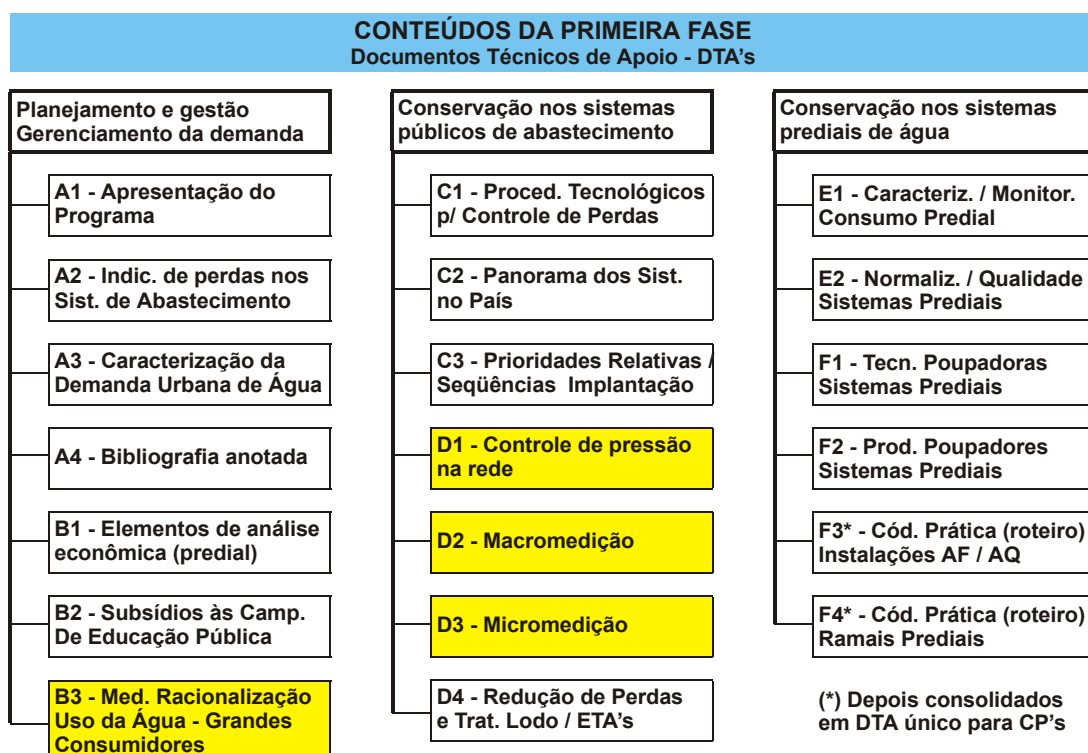 CONTEÚDOS DA PRIMEIRA FASE
Documentos Técnicos de Apoio - DTA's
Planejamento e gestão
Gerenciamento da demanda
A1 - Apresentação do
Programa
A2 - Indic. de perdas nos
Sist. de Abastecimento
A3 - Caracterização da
Demanda Urbana de Água
A4 - Bibliografia anotada
B1 - Elementos de análise
econômica (predial)
B2 - Subsídios às Camp.
De Educação Pública
B3 - Med. Racionalização
Uso da Água - Grandes
Consumidores
Conservação nos sistemas
públicos de abastecimento
C1 - Proced. Tecnológicos
p/ Controle de Perdas
C2 - Panorama dos Sist.
no País
C3 - Prioridades Relativas /
Seqüências Implantação
D1 - Controle de pressão
na rede
D2 - Macromedição
D3 - Micromedição
D4 - Redução de Perdas
e Trat. Lodo / ETA's
Conservação nos sistemas
prediais de água
E1 - Caracteriz. / Monitor.
Consumo Predial
E2 - Normaliz. / Qualidade
Sistemas Prediais
F1 - Tecn. Poupadoras
Sistemas Prediais
F2 - Prod. Poupadores
Sistemas Prediais
F3* - Cód. Prática (roteiro)
Instalações AF / AQ
F4* - Cód. Prática (roteiro)
Ramais Prediais
(*) Depois consolidados
em DTA único para CP's